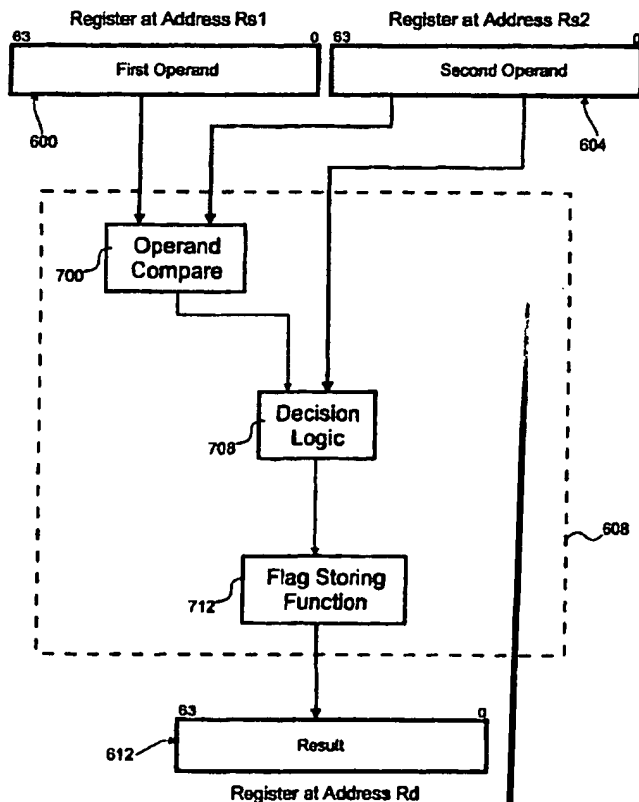 Register at Address Rs1
Register at Address Rs2
63 0
63 0
First Operand
Second Operand
600
604
Operand
Compare
700
Decision
Logic
708
608
Flag Storing
Function
712
63 0
Result
612
Register at Address Rd